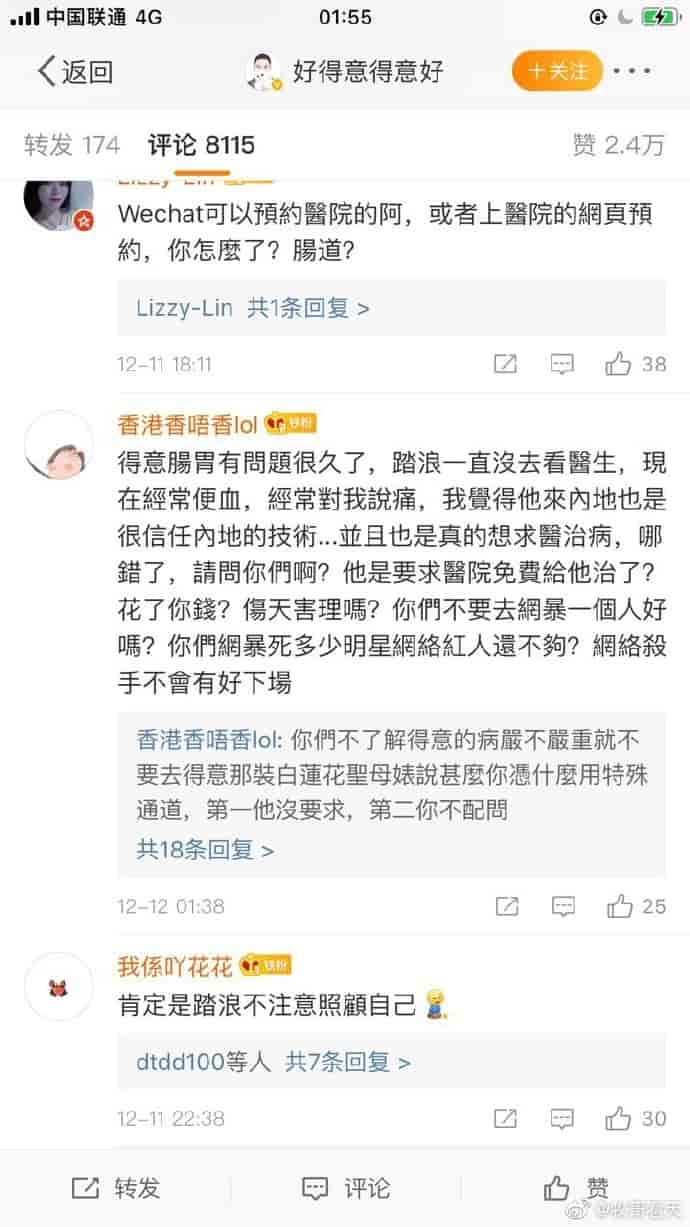 中国联通 4G
01:55
返回
好得意得意好
+关注
转发 174
评论 8115
赞 2.4万
Lizzy-Lin
Wechat可以預約醫院的阿，或者上醫院的網頁預
約，你怎麼了？腸道？
Lizzy-Lin 共1条回复 >
12-11 18:11
38
香港香唔香lol
铁粉
得意腸胃有問題很久了，踏浪一直沒去看醫生，現
在經常便血，經常對我說痛，我覺得他來內地也是
很信任內地的技術...並且也是真的想求醫治病，哪
錯了，請問你們啊？他是要求醫院免費給他治了？
花了你錢？傷天害理嗎？你們不要去網暴一個人好
嗎？你們網暴死多少明星網絡紅人還不夠？網絡殺
手不會有好下場
香港香唔香lol: 你們不了解得意的病嚴不嚴重就不
要去得意那裝白蓮花聖母婊說甚麼你憑什麼用特殊
通道，第一他沒要求，第二你不配問
共18条回复 >
12-12 01:38
25
我係吖花花
铁粉
肯定是踏浪不注意照顧自己
dtdd100等人 共7条回复 >
12-11 22:38
30
转发
评论
赞